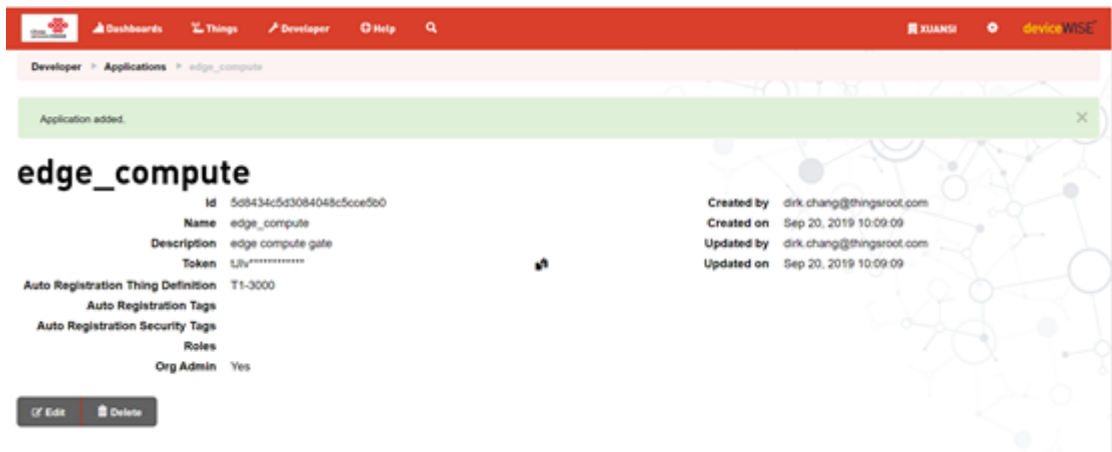 Dashboards Things Developer Help XUANSI deviceWISE
Developer > Applications > edge_compute
Application added.
edge_compute
Id 5d8434c5d3084048c5cce5b0 Created by dirk.chang@thingsroot.com
Name edge_compute Created on Sep 20, 2019 10:09:09
Description edge compute gate Updated by dirk.chang@thingsroot.com
Token Updated on Sep 20, 2019 10:09:09
Auto Registration Thing Definition T1-3000
Auto Registration Tags
Auto Registration Security Tags
Roles
Org Admin Yes
Edit Delete